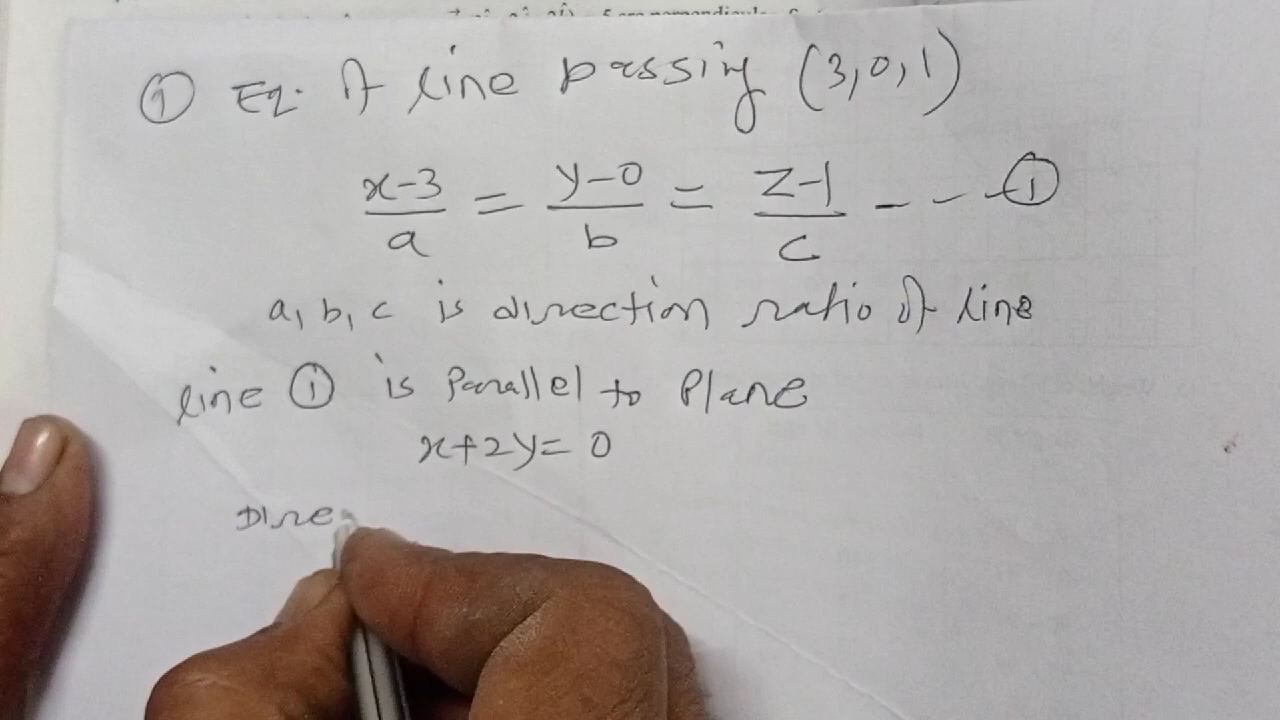 ① Eq. of line passing (3,0,1)
x-3/a = y-0/b = z-1/c --- ①
a, b, c is direction ratio of line
line ① is Parallel to Plane
x+2y=0
Dire